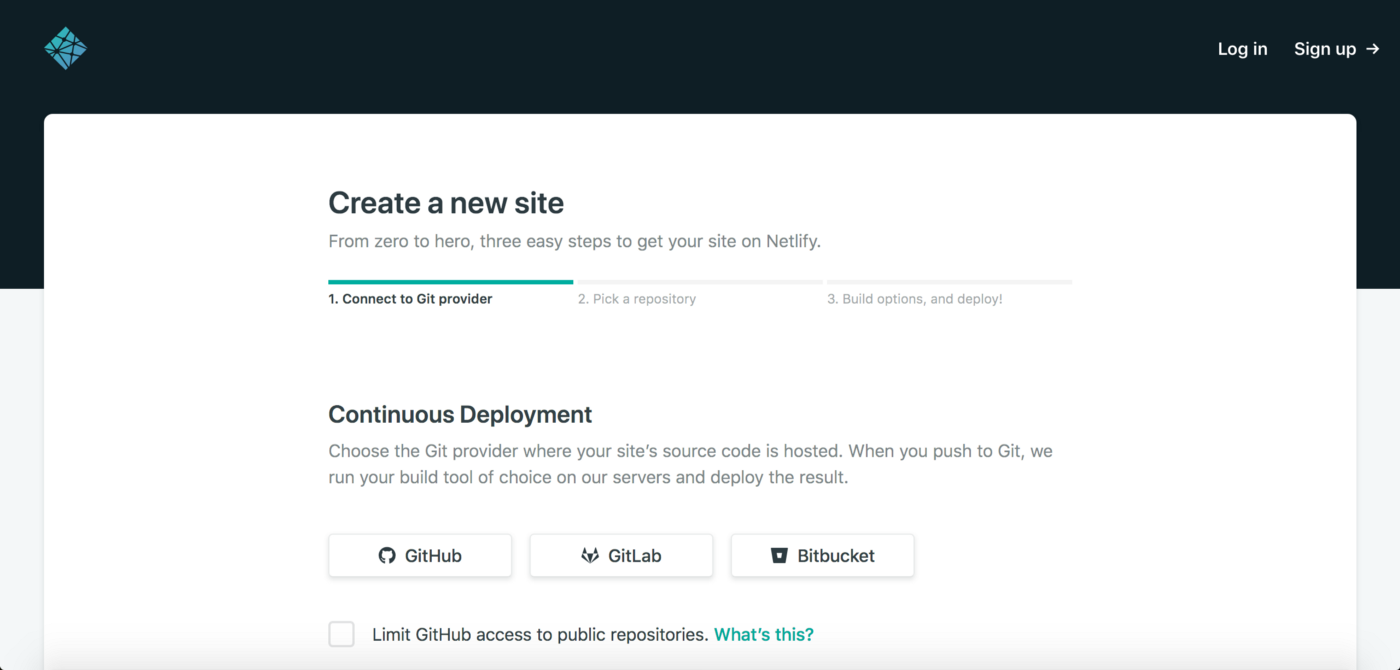 Log in
Sign up →
Create a new site
From zero to hero, three easy steps to get your site on Netlify.
1. Connect to Git provider
2. Pick a repository
3. Build options, and deploy!
Continuous Deployment
Choose the Git provider where your site’s source code is hosted. When you push to Git, we
run your build tool of choice on our servers and deploy the result.
GitHub
GitLab
Bitbucket
Limit GitHub access to public repositories. What’s this?